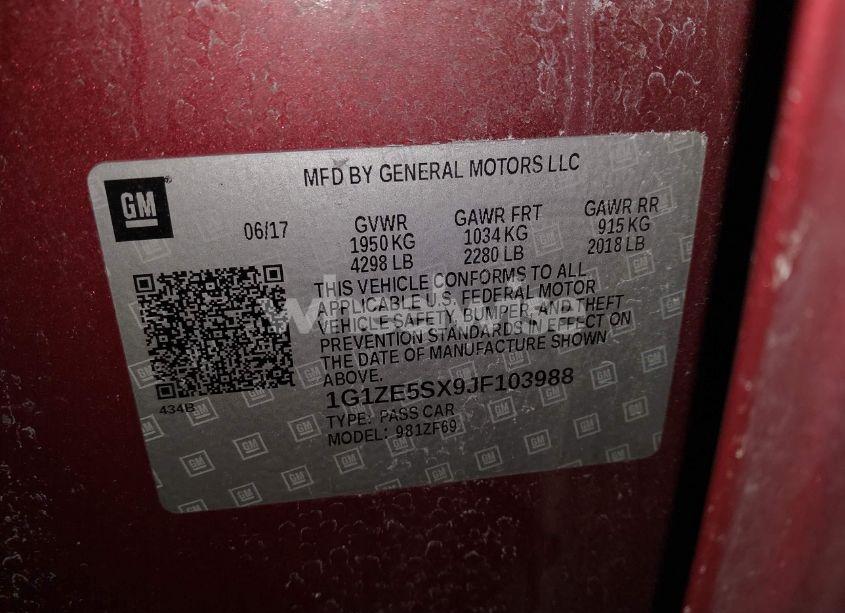 MFD BY GENERAL MOTORS LLC
GM
06/17
GVWR
1950 KG
4298 LB
GAWR FRT
1034 KG
2280 LB
GAWR RR
915 KG
2018 LB
THIS VEHICLE CONFORMS TO ALL
APPLICABLE U.S. FEDERAL MOTOR
VEHICLE SAFETY, BUMPER, AND THEFT
PREVENTION STANDARDS IN EFFECT ON
THE DATE OF MANUFACTURE SHOWN
ABOVE.
434B
1G1ZE5SX9JF103988
TYPE: PASS CAR
MODEL: 981ZF69